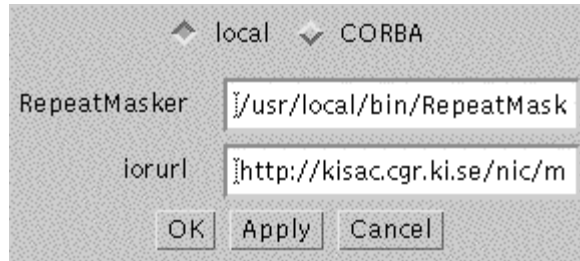 local CORBA
RepeatMasker /usr/local/bin/RepeatMask
iorurl http://kisac.cgr.ki.se/nic/m
OK Apply Cancel